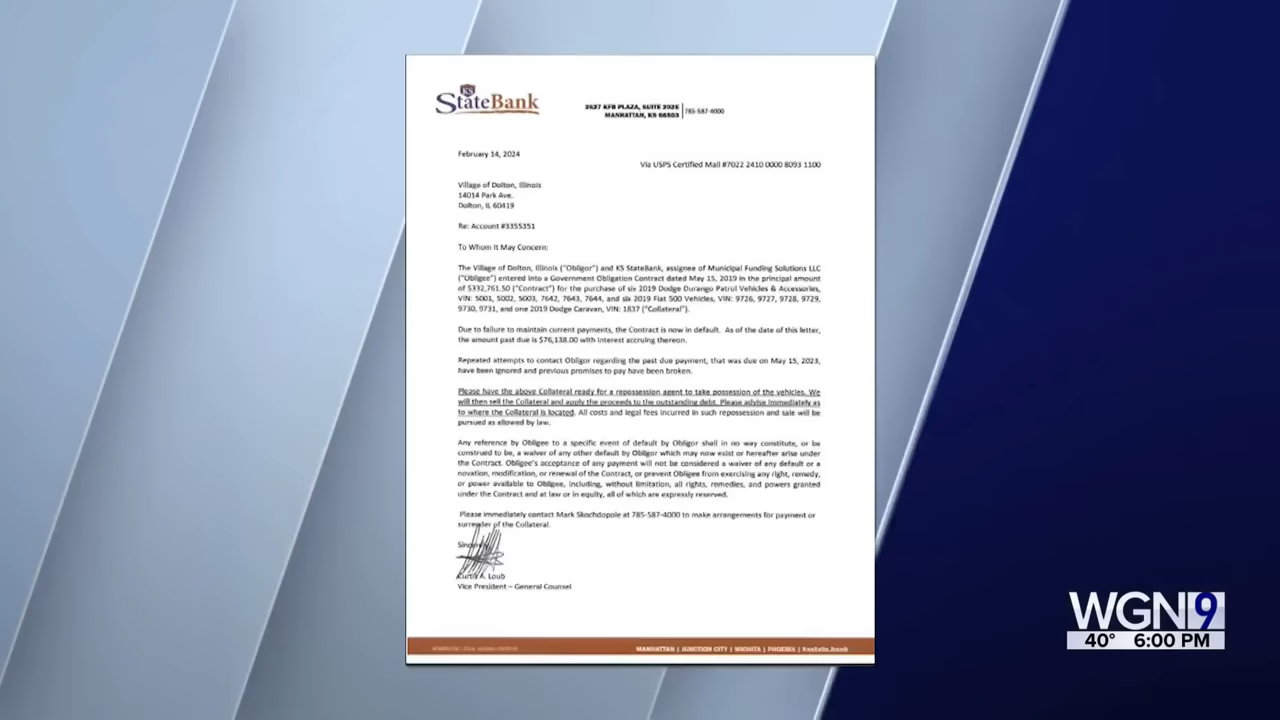 KS
StateBank
2627 KFB PLAZA, SUITE 202E
MANHATTAN, KS 66503
785-587-4000
February 14, 2024
Via USPS Certified Mail #7022 2410 0000 8093 1100
Village of Dolton, Illinois
14014 Park Ave.
Dolton, IL 60419
Re: Account #3355351
To Whom It May Concern:
The Village of Dolton, Illinois ("Obligor") and KS StateBank, assignee of Municipal Funding Solutions LLC
("Obligee") entered into a Government Obligation Contract dated May 15, 2019 in the principal amount
of $332,761.50 ("Contract") for the purchase of six 2019 Dodge Durango Patrol Vehicles & Accessories,
VIN: 5001, 5002, 5003, 7642, 7643, 7644, and six 2019 Fiat 500 Vehicles, VIN: 9726, 9727, 9728, 9729,
9730, 9731, and one 2019 Dodge Caravan, VIN: 1837 ("Collateral").
Due to failure to maintain current payments, the Contract is now in default. As of the date of this letter,
the amount past due is $76,138.00 with interest accruing thereon.
Repeated attempts to contact Obligor regarding the past due payment, that was due on May 15, 2023,
have been ignored and previous promises to pay have been broken.
Please have the above Collateral ready for a repossession agent to take possession of the vehicles. We
will then sell the Collateral and apply the proceeds to the outstanding debt. Please advise immediately as
to where the Collateral is located. All costs and legal fees incurred in such repossession and sale will be
pursued as allowed by law.
Any reference by Obligee to a specific event of default by Obligor shall in no way constitute, or be
construed to be, a waiver of any other default by Obligor which may now exist or hereafter arise under
the Contract. Obligee's acceptance of any payment will not be considered a waiver of any default or a
novation, modification, or renewal of the Contract, or prevent Obligee from exercising any right, remedy,
or power available to Obligee, including, without limitation, all rights, remedies, and powers granted
under the Contract and at law or in equity, all of which are expressly reserved.
Please immediately contact Mark Skochdopole at 785-587-4000 to make arrangements for payment or
surrender of the Collateral.
Sincerely,
Curtis A. Loub
Vice President – General Counsel
MANHATTAN | JUNCTION CITY | WICHITA | PHOENIX | ksstate.bank
WGN9
40° 6:00 PM